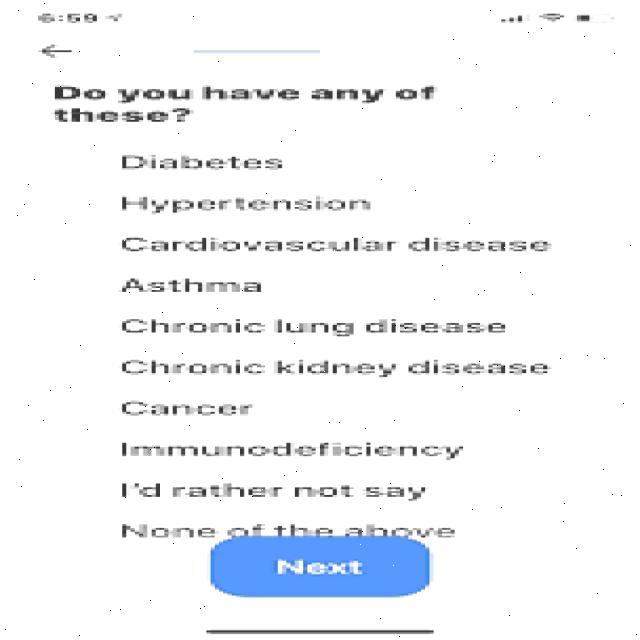 6:59
Do you have any of
these?
Diabetes
Hypertension
Cardiovascular disease
Asthma
Chronic lung disease
Chronic kidney disease
Cancer
Immunodeficiency
I'd rather not say
None of the above
Next